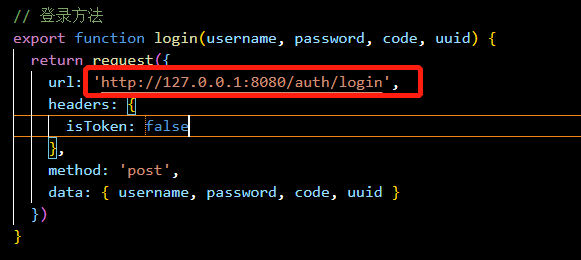 // 登录方法
export function login(username, password, code, uuid) {
return request({
url: 'http://127.0.0.1:8080/auth/login',
headers: {
isToken: false
},
method: 'post',
data: { username, password, code, uuid }
})
}